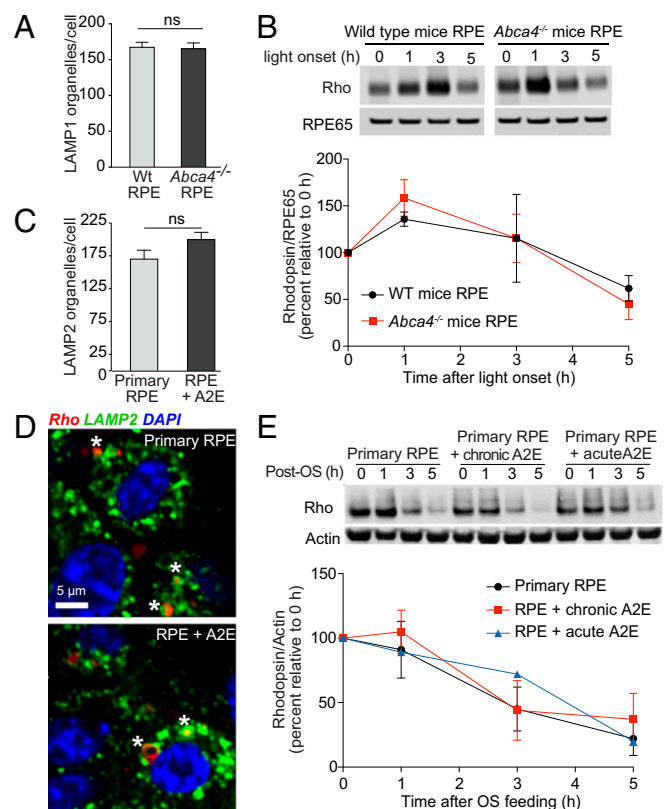 A
ns
LAMP1 organelles/cell
200
150
100
50
0
Wt
RPE
Abca4-/-
RPE
B
Wild type mice RPE
Abca4-/- mice RPE
light onset (h)
0 1 3 5
0 1 3 5
Rho
RPE65
Rhodopsin/RPE65
(percent relative to 0 h)
200
150
100
50
0
WT mice RPE
Abca4-/- mice RPE
0 1 2 3 4 5
Time after light onset (h)
C
ns
LAMP2 organelles/cell
225
175
125
75
0
Primary
RPE
RPE
+ A2E
D
Rho LAMP2 DAPI
* Primary RPE
*
5 μm
*
RPE + A2E
*
*
E
Primary RPE
Primary RPE
+ chronic A2E
Primary RPE
+ acuteA2E
Post-OS (h)
0 1 3 5
0 1 3 5
0 1 3 5
Rho
Actin
Rhodopsin/Actin
(percent relative to 0 h)
150
100
50
0
Primary RPE
RPE + chronic A2E
RPE + acute A2E
0 1 2 3 4 5
Time after OS feeding (h)